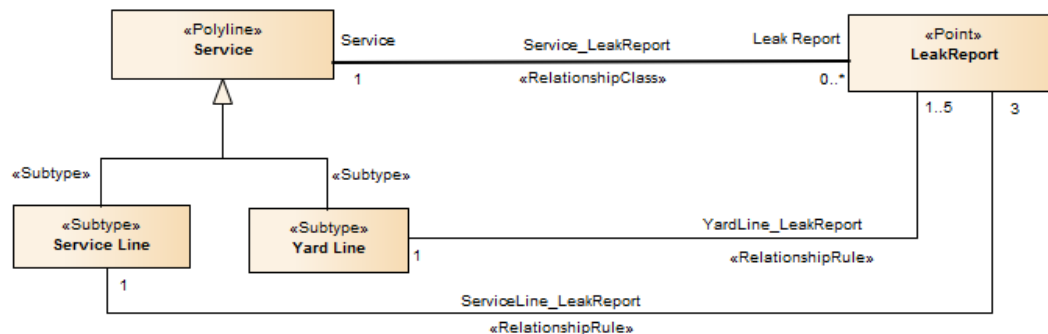 «Polyline»
Service
Service
Service_LeakReport
Leak Report
«Point»
LeakReport
1
«RelationshipClass»
0..*
1..5
3
«Subtype»
«Subtype»
«Subtype»
Service Line
«Subtype»
Yard Line
YardLine_LeakReport
1
«RelationshipRule»
1
ServiceLine_LeakReport
«RelationshipRule»